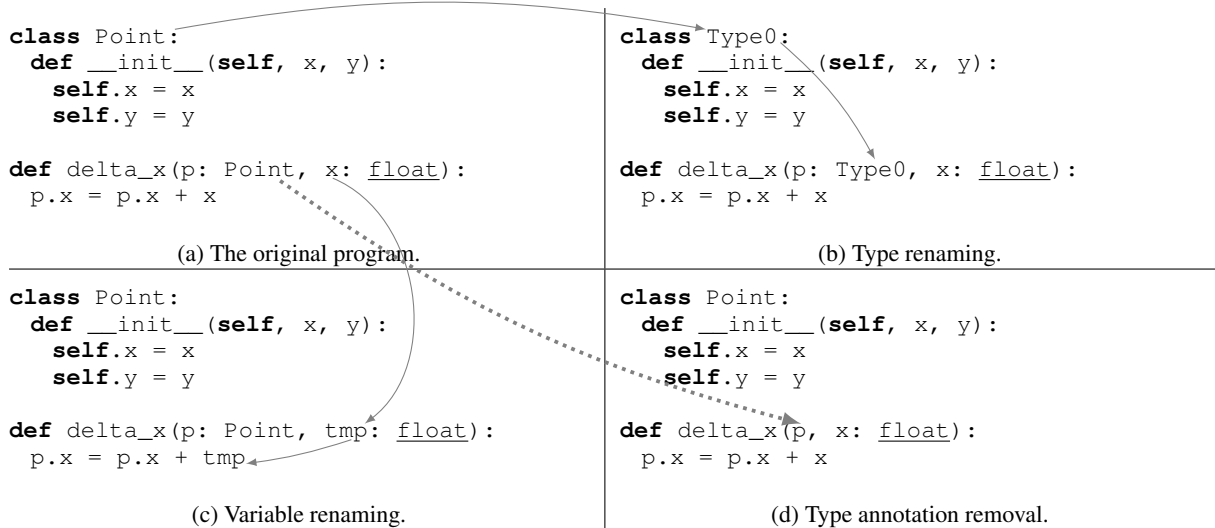 class Point:
def __init__(self, x, y):
self.x = x
self.y = y
def delta_x(p: Point, x: float):
p.x = p.x + x
(a) The original program.
class Type0:
def __init__(self, x, y):
self.x = x
self.y = y
def delta_x(p: Type0, x: float):
p.x = p.x + x
(b) Type renaming.
class Point:
def __init__(self, x, y):
self.x = x
self.y = y
def delta_x(p: Point, tmp: float):
p.x = p.x + tmp
(c) Variable renaming.
class Point:
def __init__(self, x, y):
self.x = x
self.y = y
def delta_x(p, x: float):
p.x = p.x + x
(d) Type annotation removal.